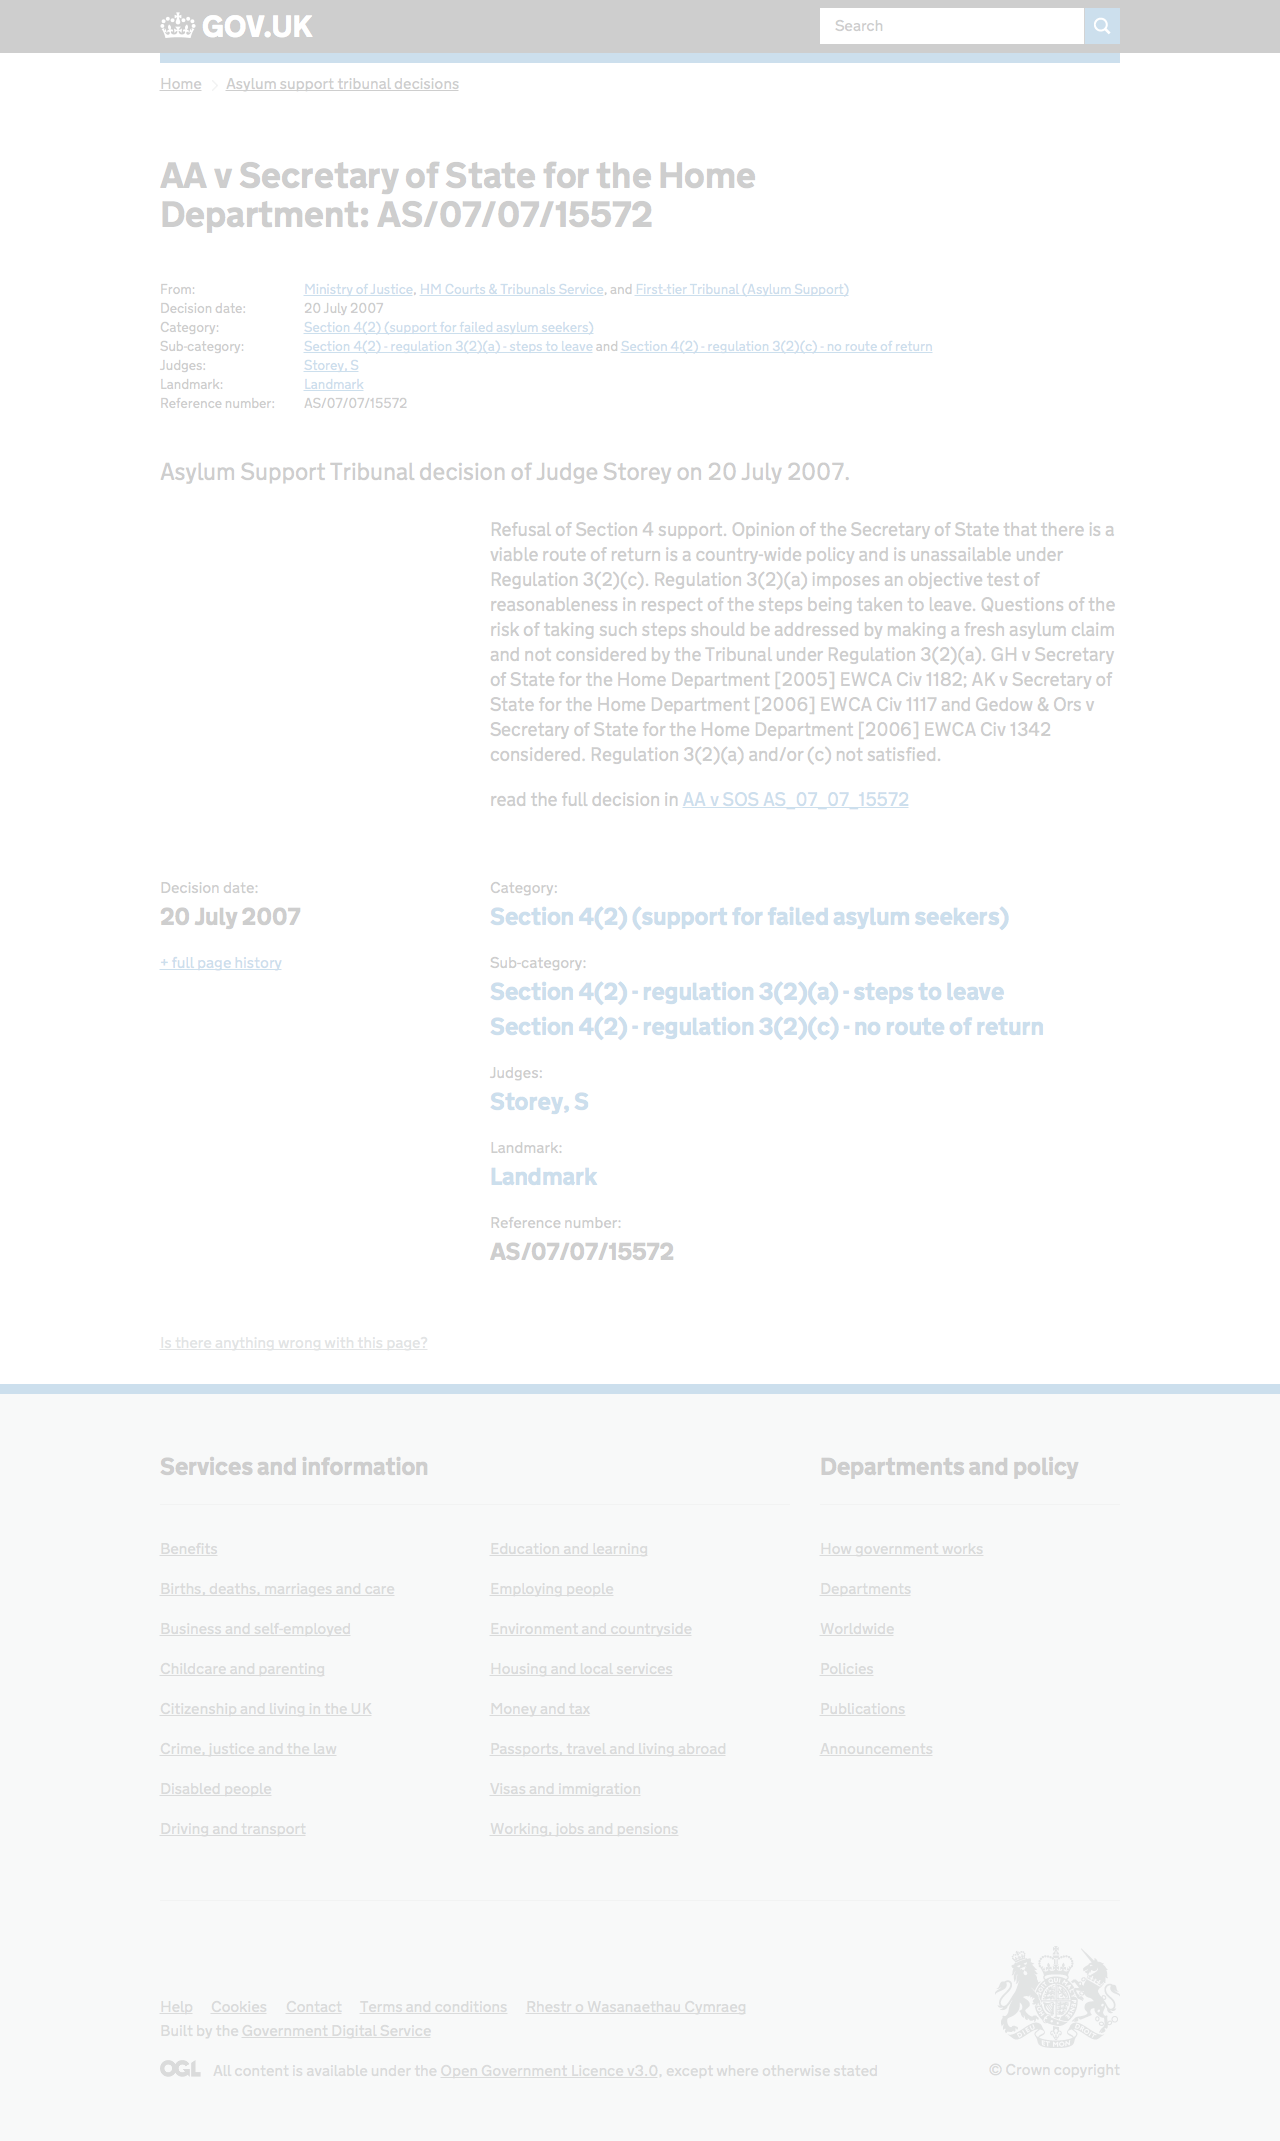 GOV.UK
Search
Home
Asylum support tribunal decisions
AA v Secretary of State for the Home
Department: AS/07/07/15572
From: Ministry of Justice, HM Courts & Tribunals Service, and First-tier Tribunal (Asylum Support)
Decision date: 20 July 2007
Category: Section 4(2) (support for failed asylum seekers)
Sub-category: Section 4(2) - regulation 3(2)(a) - steps to leave and Section 4(2) - regulation 3(2)(c) - no route of return
Judges: Storey, S
Landmark: Landmark
Reference number: AS/07/07/15572
Asylum Support Tribunal decision of Judge Storey on 20 July 2007.
Refusal of Section 4 support. Opinion of the Secretary of State that there is a
viable route of return is a country-wide policy and is unassailable under
Regulation 3(2)(c). Regulation 3(2)(a) imposes an objective test of
reasonableness in respect of the steps being taken to leave. Questions of the
risk of taking such steps should be addressed by making a fresh asylum claim
and not considered by the Tribunal under Regulation 3(2)(a). GH v Secretary
of State for the Home Department [2005] EWCA Civ 1182; AK v Secretary of
State for the Home Department [2006] EWCA Civ 1117 and Gedow & Ors v
Secretary of State for the Home Department [2006] EWCA Civ 1342
considered. Regulation 3(2)(a) and/or (c) not satisfied.
read the full decision in AA v SOS AS_07_07_15572
Decision date:
20 July 2007
+ full page history
Category:
Section 4(2) (support for failed asylum seekers)
Sub-category:
Section 4(2) - regulation 3(2)(a) - steps to leave
Section 4(2) - regulation 3(2)(c) - no route of return
Judges:
Storey, S
Landmark:
Landmark
Reference number:
AS/07/07/15572
Is there anything wrong with this page?
Services and information
Benefits
Births, deaths, marriages and care
Business and self-employed
Childcare and parenting
Citizenship and living in the UK
Crime, justice and the law
Disabled people
Driving and transport
Education and learning
Employing people
Environment and countryside
Housing and local services
Money and tax
Passports, travel and living abroad
Visas and immigration
Working, jobs and pensions
Departments and policy
How government works
Departments
Worldwide
Policies
Publications
Announcements
Help Cookies Contact Terms and conditions Rhestr o Wasanaethau Cymraeg
Built by the Government Digital Service
OGL All content is available under the Open Government Licence v3.0, except where otherwise stated
© Crown copyright